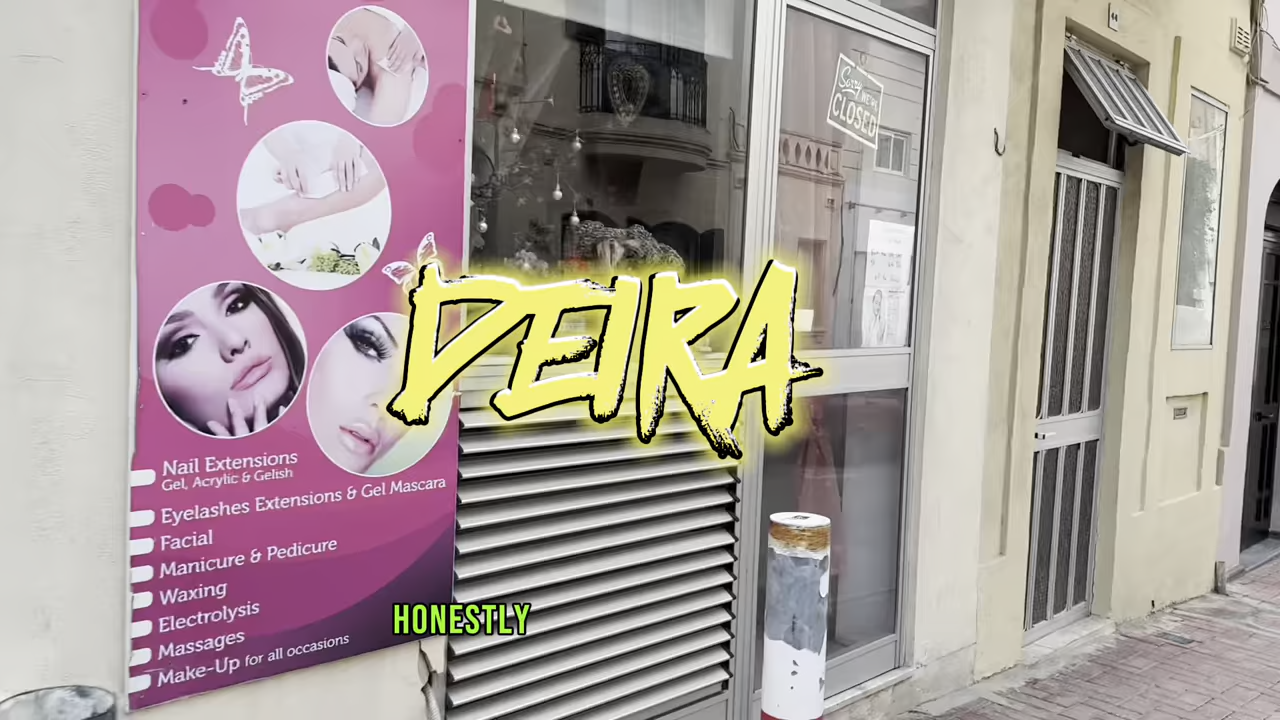 44
Sorry
WE'RE
CLOSED
DEIRA
Nail Extensions
Gel, Acrylic & Gelish
Eyelashes Extensions & Gel Mascara
Facial
Manicure & Pedicure
Waxing
Electrolysis
Massages
Make-Up for all occasions
HONESTLY